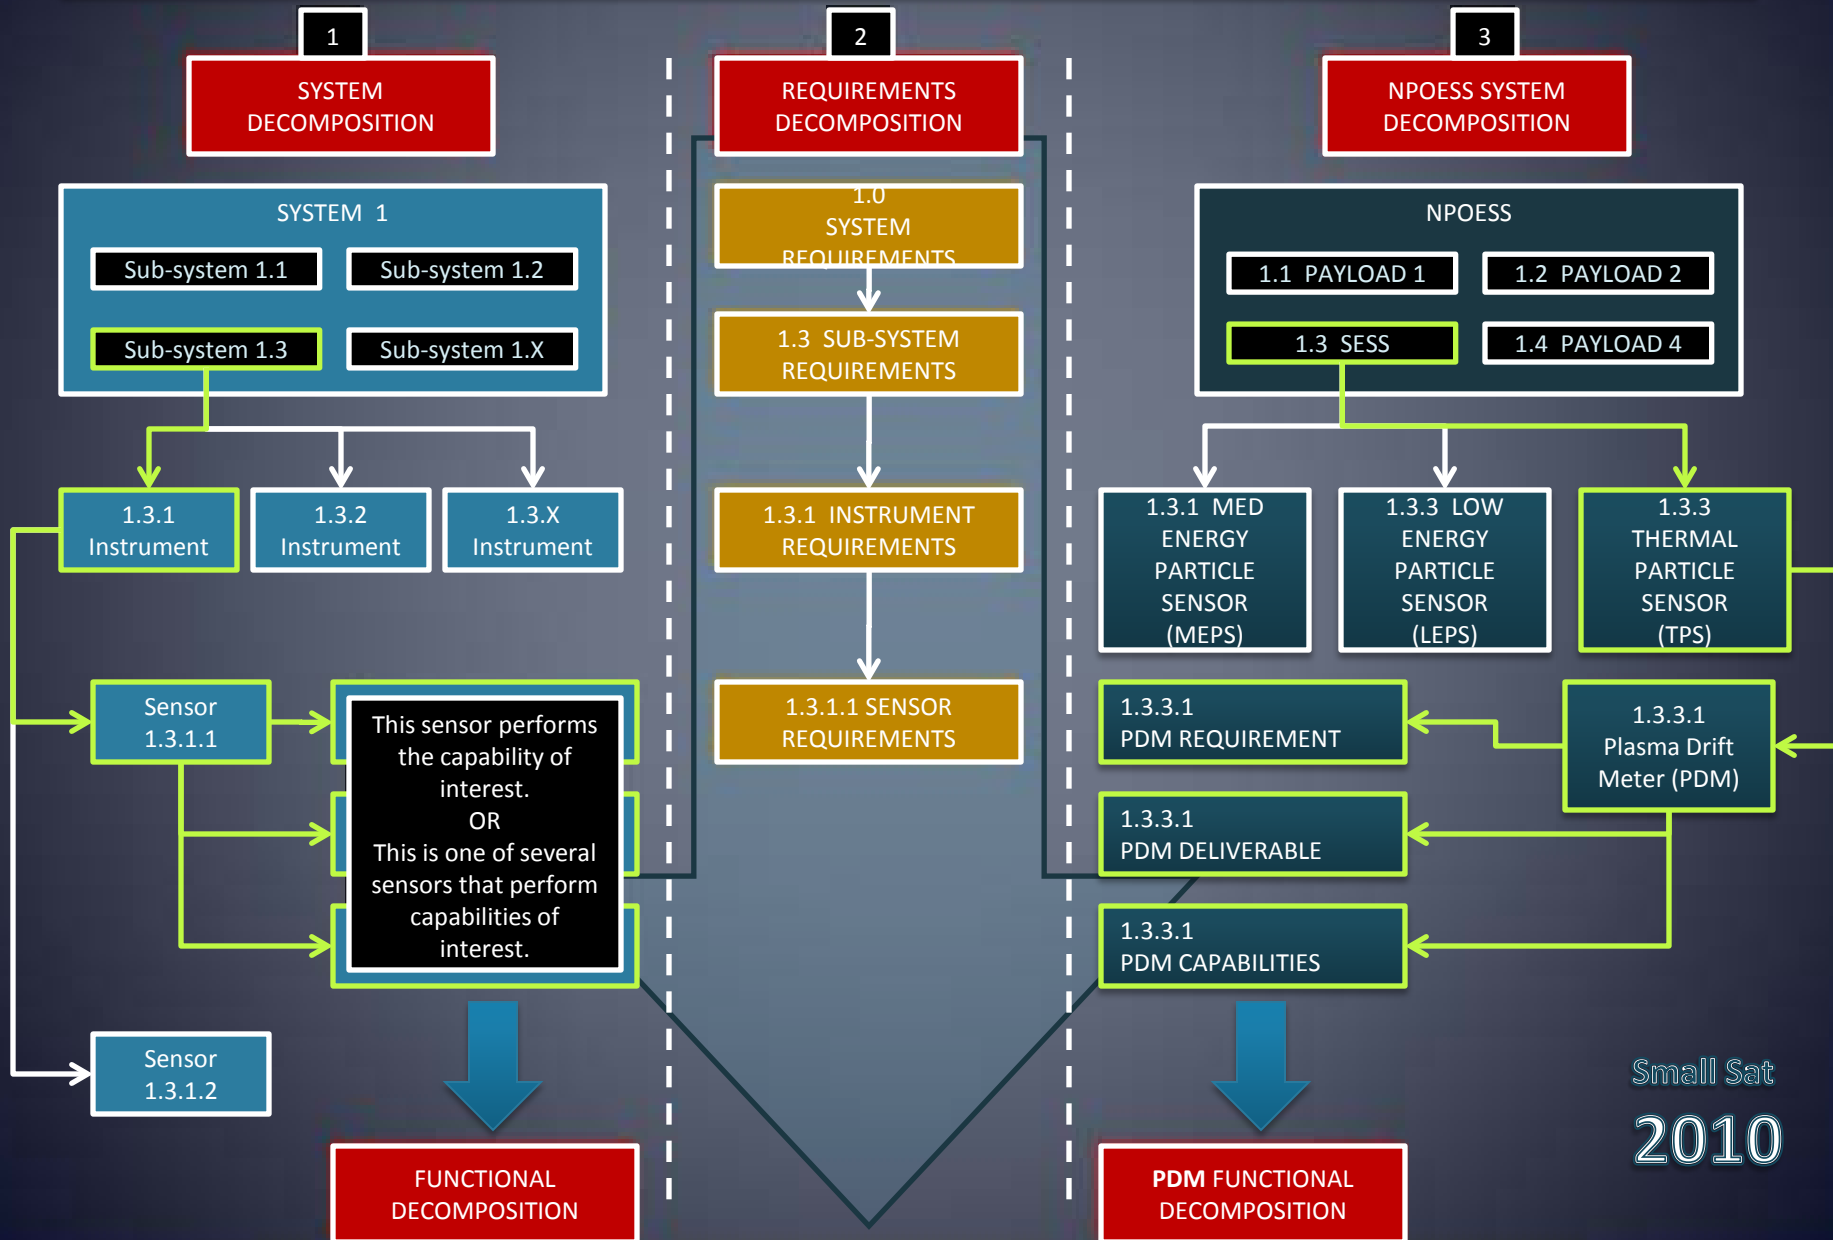 1
SYSTEM
DECOMPOSITION
2
REQUIREMENTS
DECOMPOSITION
3
NPOESS SYSTEM
DECOMPOSITION
SYSTEM 1
Sub-system 1.1
Sub-system 1.2
Sub-system 1.3
Sub-system 1.X
1.3.1
Instrument
1.3.2
Instrument
1.3.X
Instrument
Sensor
1.3.1.1
This sensor performs
the capability of
interest.
OR
This is one of several
sensors that perform
capabilities of
interest.
Sensor
1.3.1.2
FUNCTIONAL
DECOMPOSITION
1.0
SYSTEM
REQUIREMENTS
1.3 SUB-SYSTEM
REQUIREMENTS
1.3.1 INSTRUMENT
REQUIREMENTS
1.3.1.1 SENSOR
REQUIREMENTS
NPOESS
1.1 PAYLOAD 1
1.2 PAYLOAD 2
1.3 SESS
1.4 PAYLOAD 4
1.3.1 MED
ENERGY
PARTICLE
SENSOR
(MEPS)
1.3.3 LOW
ENERGY
PARTICLE
SENSOR
(LEPS)
1.3.3
THERMAL
PARTICLE
SENSOR
(TPS)
1.3.3.1
PDM REQUIREMENT
1.3.3.1
Plasma Drift
Meter (PDM)
1.3.3.1
PDM DELIVERABLE
1.3.3.1
PDM CAPABILITIES
PDM FUNCTIONAL
DECOMPOSITION
Small Sat
2010